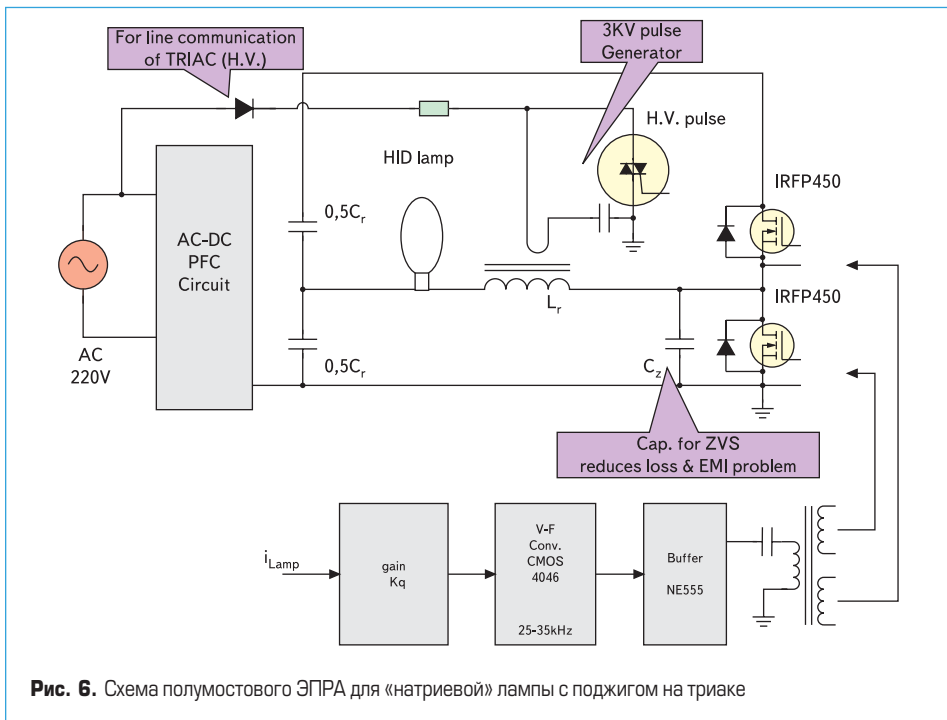 For line communication
of TRIAC (H.V.)
3KV pulse
Generator
H.V. pulse
HID lamp
IRFP450
0,5Cr
AC-DC
PFC
Circuit
Lr
IRFP450
AC
220V
0,5Cr
Cz
Cap. for ZVS
reduces loss & EMI problem
iLamp
gain
Kq
V-F
Conv.
CMOS
4046
25-35kHz
Buffer
NE555
Рис. 6. Схема полумостового ЭПРА для «натриевой» лампы с поджигом на триаке